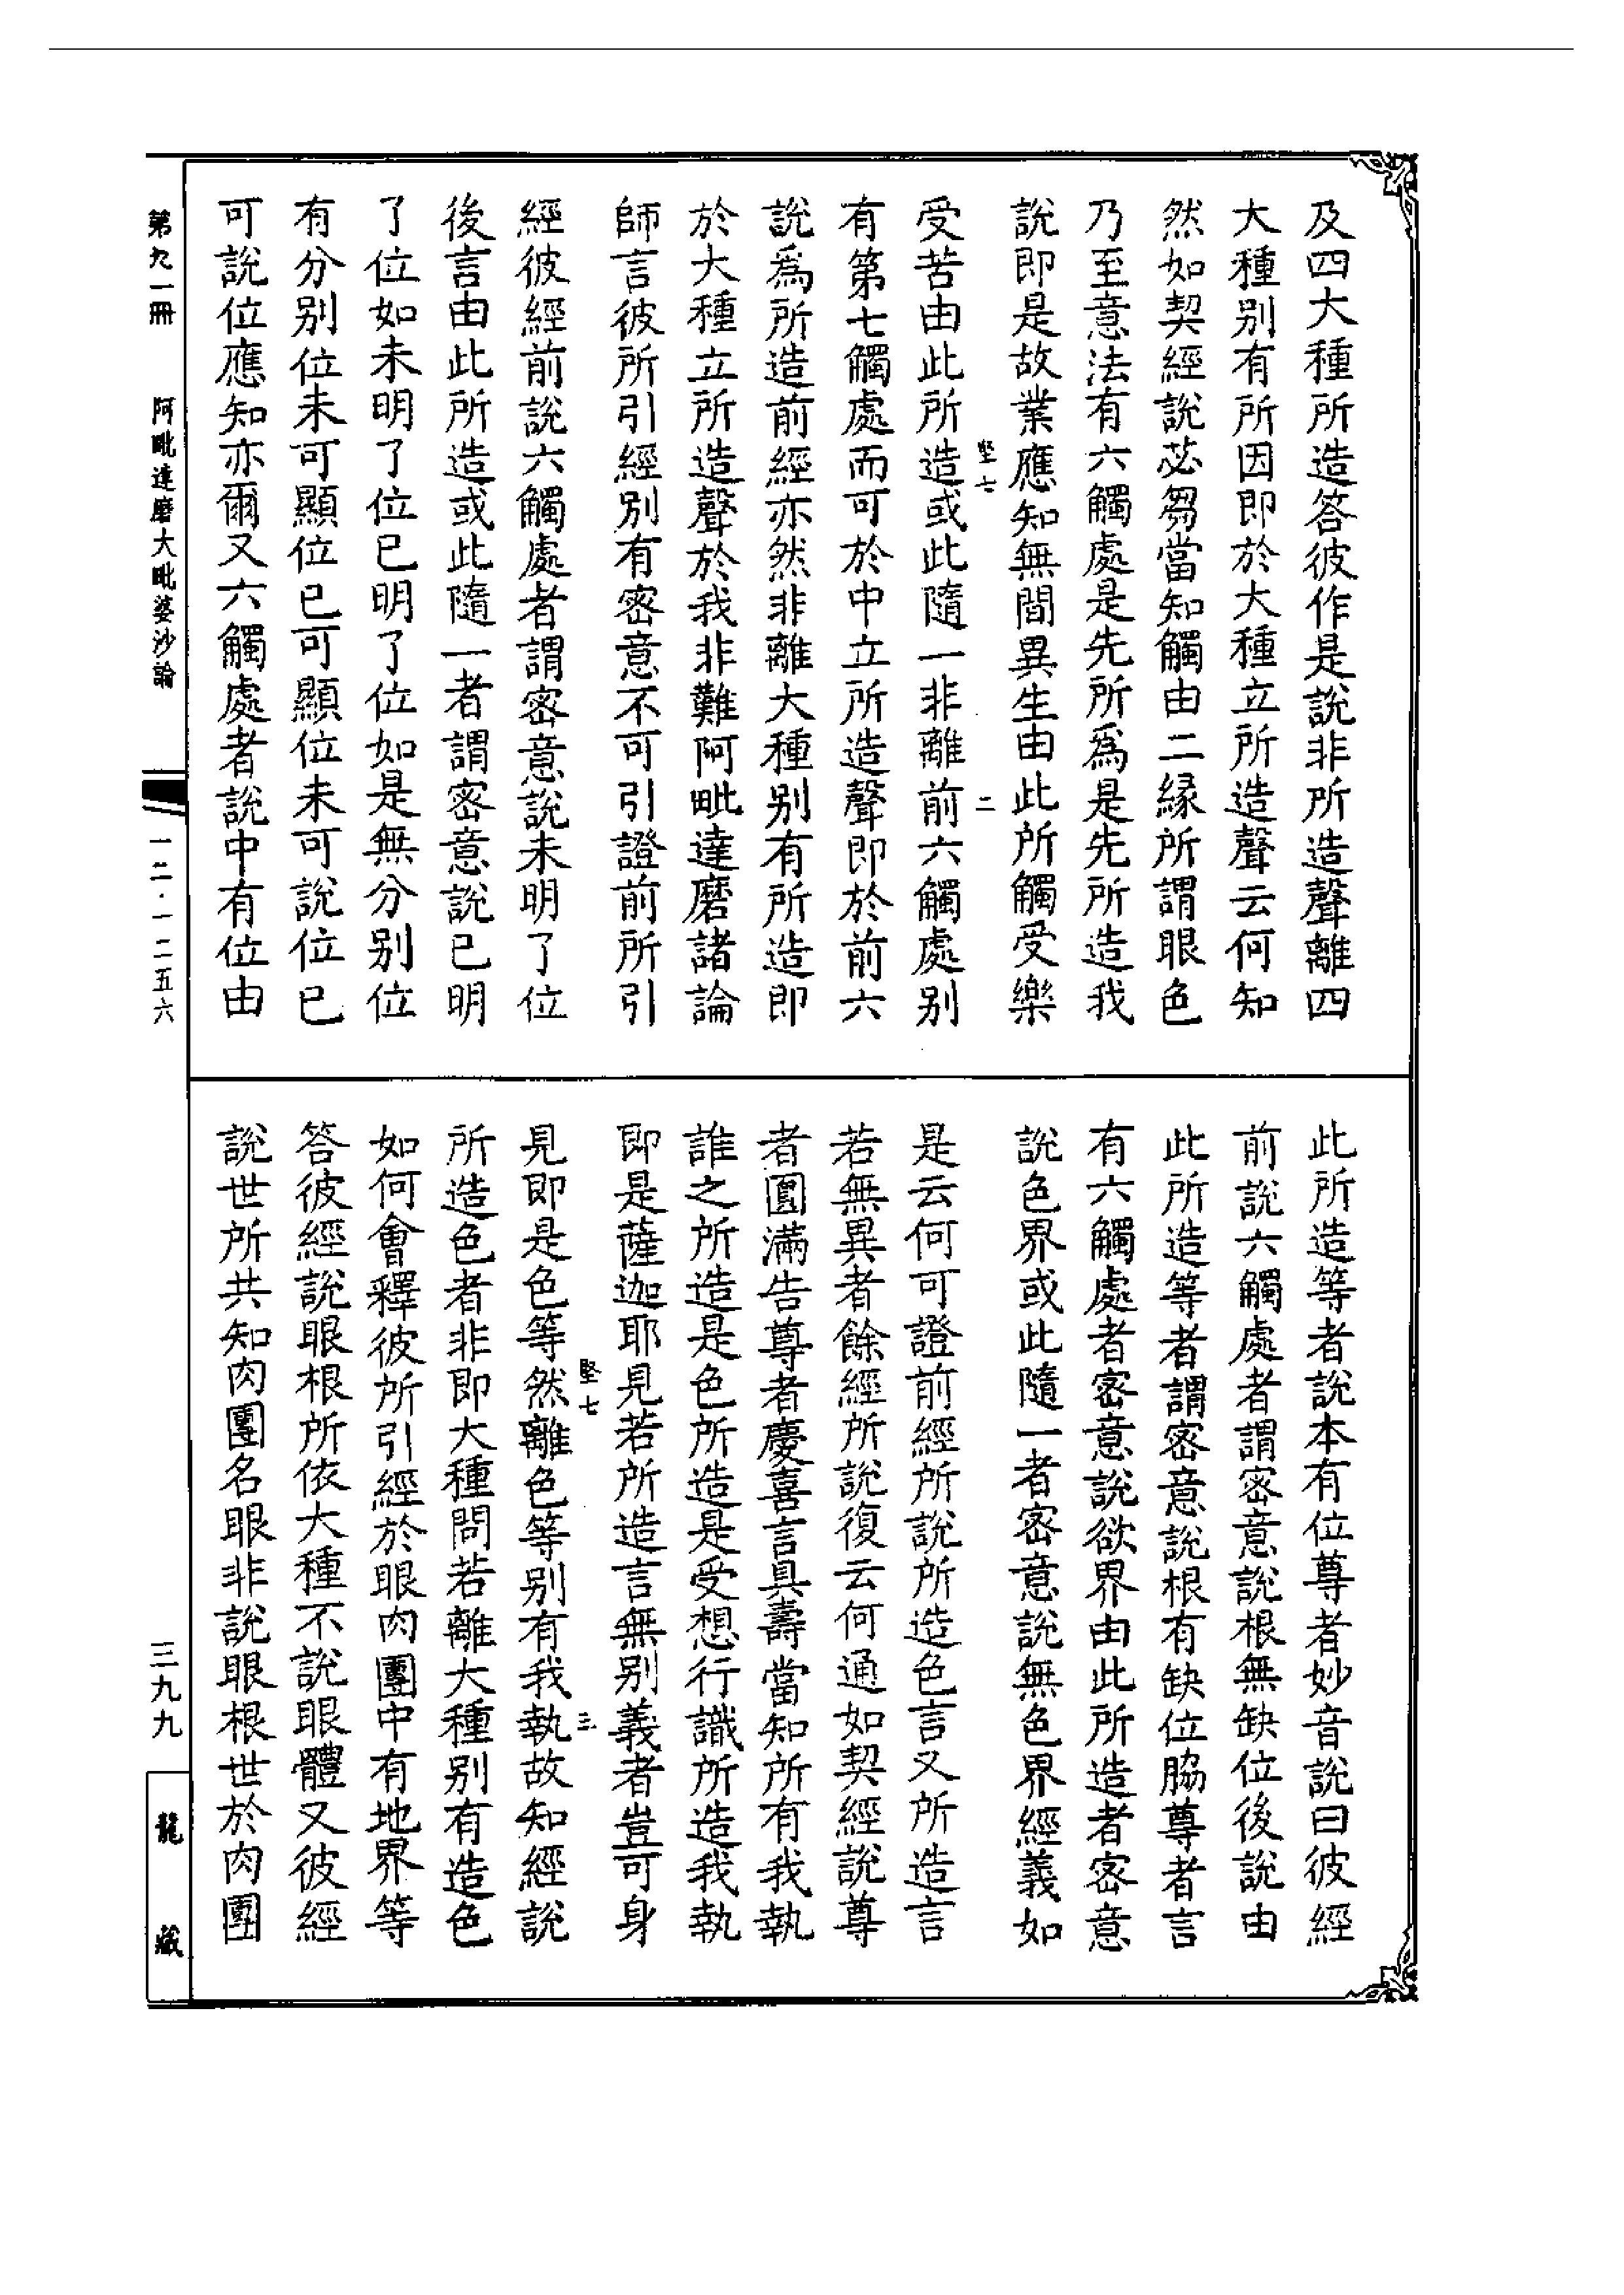 及四大種所造答彼作是說非所造聲離四
大種别有所因即於大種立所造聲云何知
然如契經說苾芻當知觸由二緣所謂眼色
乃至意法有六觸處是先所為是先所造我
說即是故業應知無間異生由此所觸受樂
堅七 二
受苦由此所造或此隨一非離前六觸處别
有第七觸處而可於中立所造聲即於前六
說為所造前經亦然非離大種别有所造即
於大種立所造聲於我非難阿毗達磨諸論
師言彼所引經别有密意不可引證前所引
經彼經前說六觸處者謂密意說未明了位
後言由此所造或此隨一者謂密意說已明
了位如未明了位已明了位如是無分别位
有分别位未可顯位已可顯位未可說位已
可說位應知亦爾又六觸處者說中有位由
此所造等者說本有位尊者妙音說曰彼經
前說六觸處者謂密意說根無缺位後說由
此所造等者謂密意說根有缺位脇尊者言
有六觸處者密意說欲界由此所造者密意
說色界或此隨一者密意說無色界經義如
是云何可證前經所說所造色言又所造言
若無異者餘經所說復云何通如契經說尊
者圓滿告尊者慶喜言具壽當知所有我執
誰之所造是色所造是受想行識所造我執
即是薩迦耶見若所造言無别義者豈可身
堅七 三
見即是色等然離色等别有我執故知經說
所造色者非即大種問若離大種别有造色
如何會釋彼所引經於眼肉團中有地界等
答彼經說眼根所依大種不說眼體又彼經
說世所共知肉團名眼非說眼根世於肉團
第九一冊 阿毗達磨大毗婆沙論 一二·一二五六 三九九 龍藏